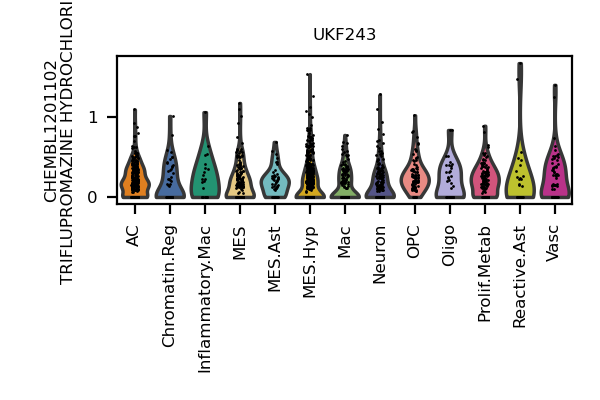 UKF243
CHEMBL1201102
TRIFLUPROMAZINE HYDROCHLORI
1
0
AC
Chromatin.Reg
Inflammatory.Mac
MES
MES.Ast
MES.Hyp
Mac
Neuron
OPC
Oligo
Prolif.Metab
Reactive.Ast
Vasc